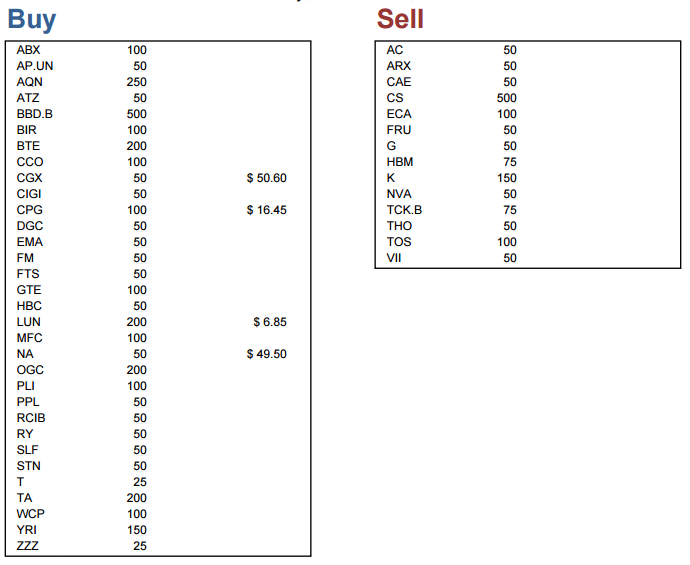 Buy
ABX 100
AP.UN 50
AQN 250
ATZ 50
BBD.B 500
BIR 100
BTE 200
CCO 100
CGX 50 $ 50.60
CIGI 50
CPG 100 $ 16.45
DGC 50
EMA 50
FM 50
FTS 50
GTE 100
HBC 50
LUN 200 $ 6.85
MFC 100
NA 50 $ 49.50
OGC 200
PLI 100
PPL 50
RCIB 50
RY 50
SLF 50
STN 50
T 25
TA 200
WCP 100
YRI 150
ZZZ 25
Sell
AC 50
ARX 50
CAE 50
CS 500
ECA 100
FRU 50
G 50
HBM 75
K 150
NVA 50
TCK.B 75
THO 50
TOS 100
VII 50